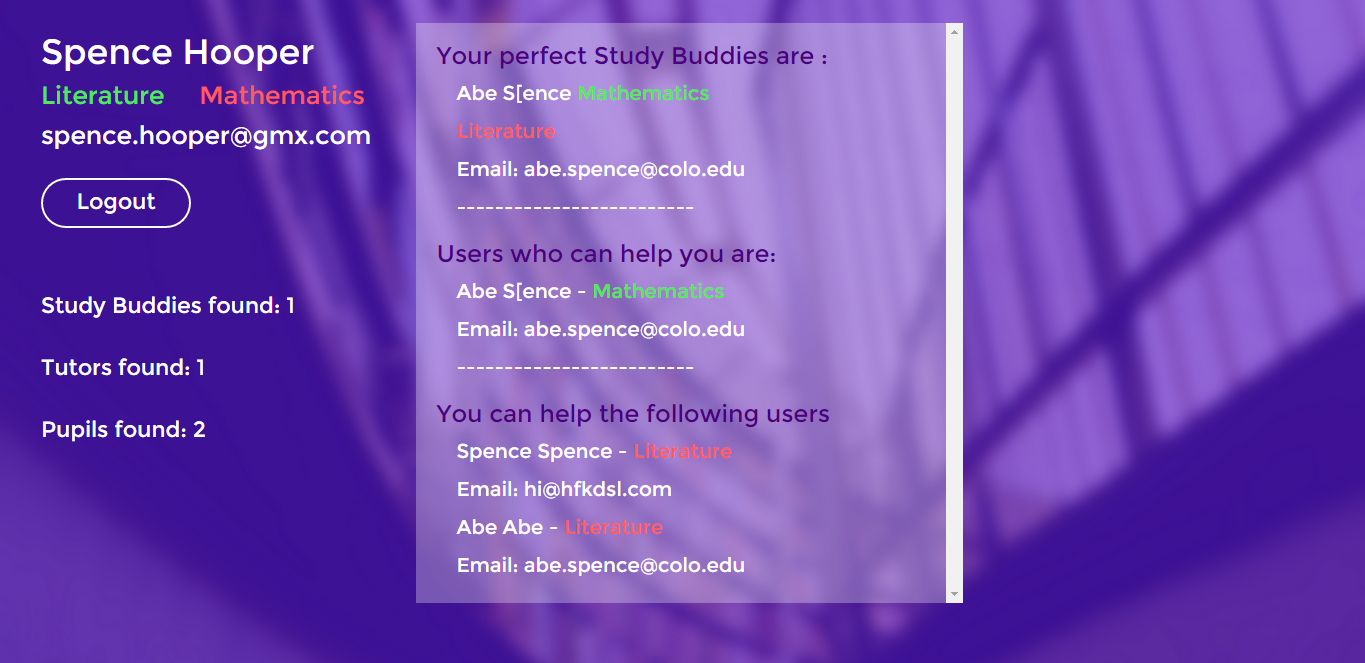 Spence Hooper
Literature Mathematics
spence.hooper@gmx.com
Logout
Study Buddies found: 1
Tutors found: 1
Pupils found: 2
Your perfect Study Buddies are :
Abe S[ence Mathematics
Literature
Email: abe.spence@colo.edu
-------------------------
Users who can help you are:
Abe S[ence - Mathematics
Email: abe.spence@colo.edu
-------------------------
You can help the following users
Spence Spence - Literature
Email: hi@hfkdsl.com
Abe Abe - Literature
Email: abe.spence@colo.edu